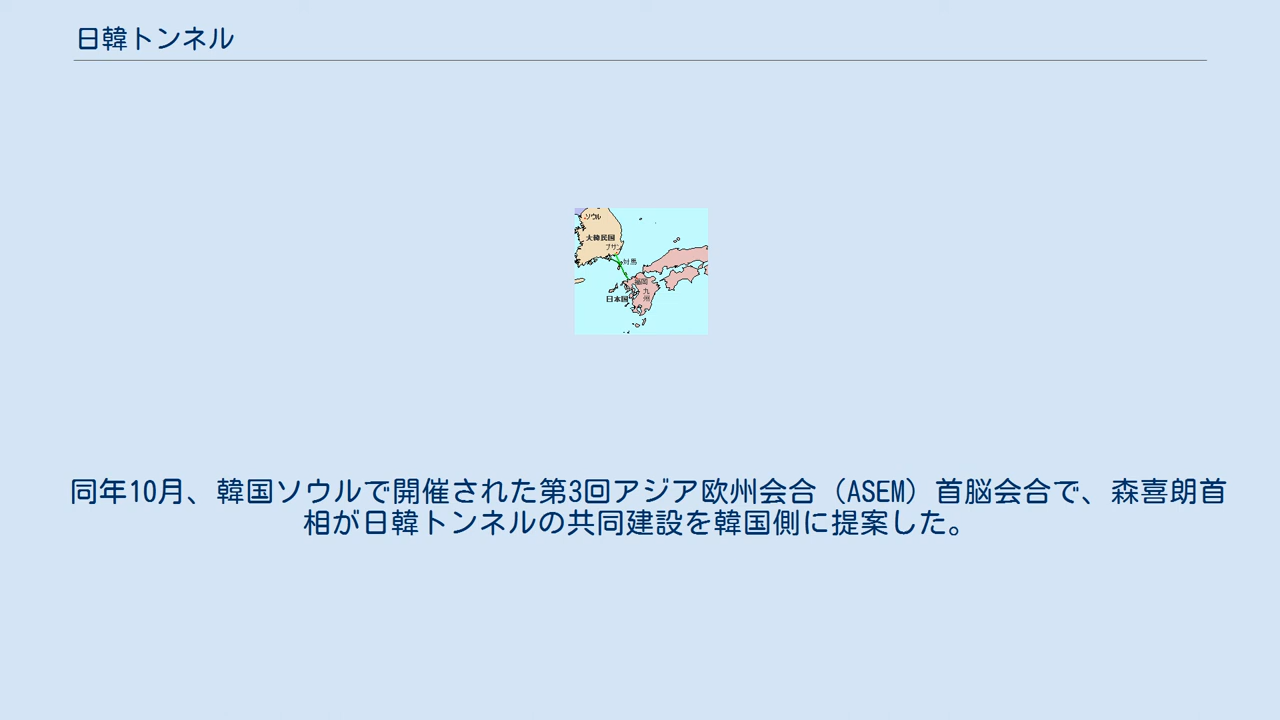 日韓トンネル
ソウル
大韓民国
プサン
対馬
福岡
九
州
日本国
同年10月、韓国ソウルで開催された第3回アジア欧州会合（ASEM）首脳会合で、森喜朗首
相が日韓トンネルの共同建設を韓国側に提案した。